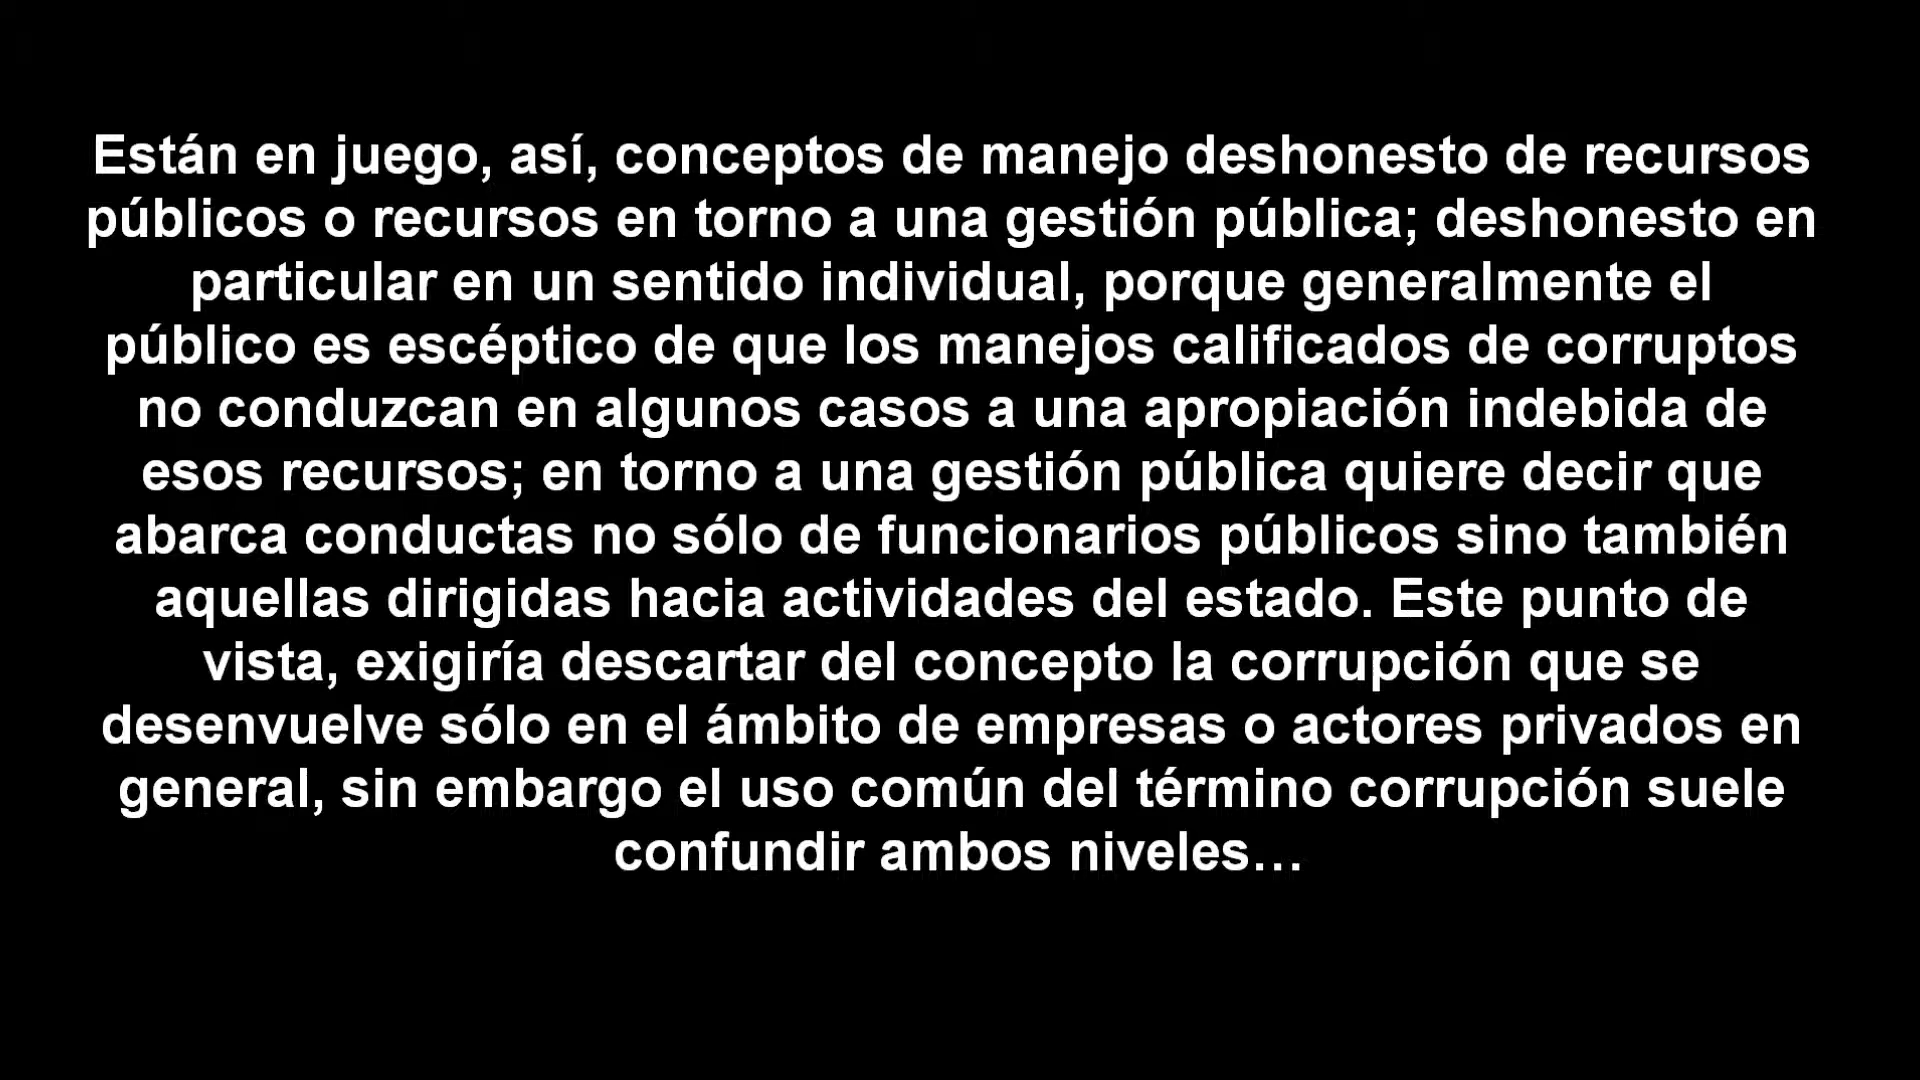 Están en juego, así, conceptos de manejo deshonesto de recursos
públicos o recursos en torno a una gestión pública; deshonesto en
particular en un sentido individual, porque generalmente el
público es escéptico de que los manejos calificados de corruptos
no conduzcan en algunos casos a una apropiación indebida de
esos recursos; en torno a una gestión pública quiere decir que
abarca conductas no sólo de funcionarios públicos sino también
aquellas dirigidas hacia actividades del estado. Este punto de
vista, exigiría descartar del concepto la corrupción que se
desenvuelve sólo en el ámbito de empresas o actores privados en
general, sin embargo el uso común del término corrupción suele
confundir ambos niveles…